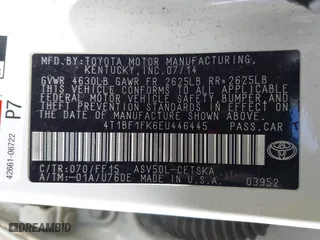 MFD.BY:TOYOTA MOTOR MANUFACTURING,
KENTUCKY,INC.07/14
GVWR 4630LB GAWR FR 2625LB RR 2625LB
THIS VEHICLE CONFORMS TO ALL APPLICABLE
FEDERAL MOTOR VEHICLE SAFETY, BUMPER, AND
THEFT PREVENTION STANDARDS IN EFFECT ON
THE DATE OF MANUFACTURE SHOWN ABOVE.
4T1BF1FK6EU446445 PASS.CAR
C/TR:070/FF15 ASV50L-CETSKA
A/TM:-01A/U760E MADE IN U.S.A. 03952
TOYOTA
P7
42661-06722
DREAMBID